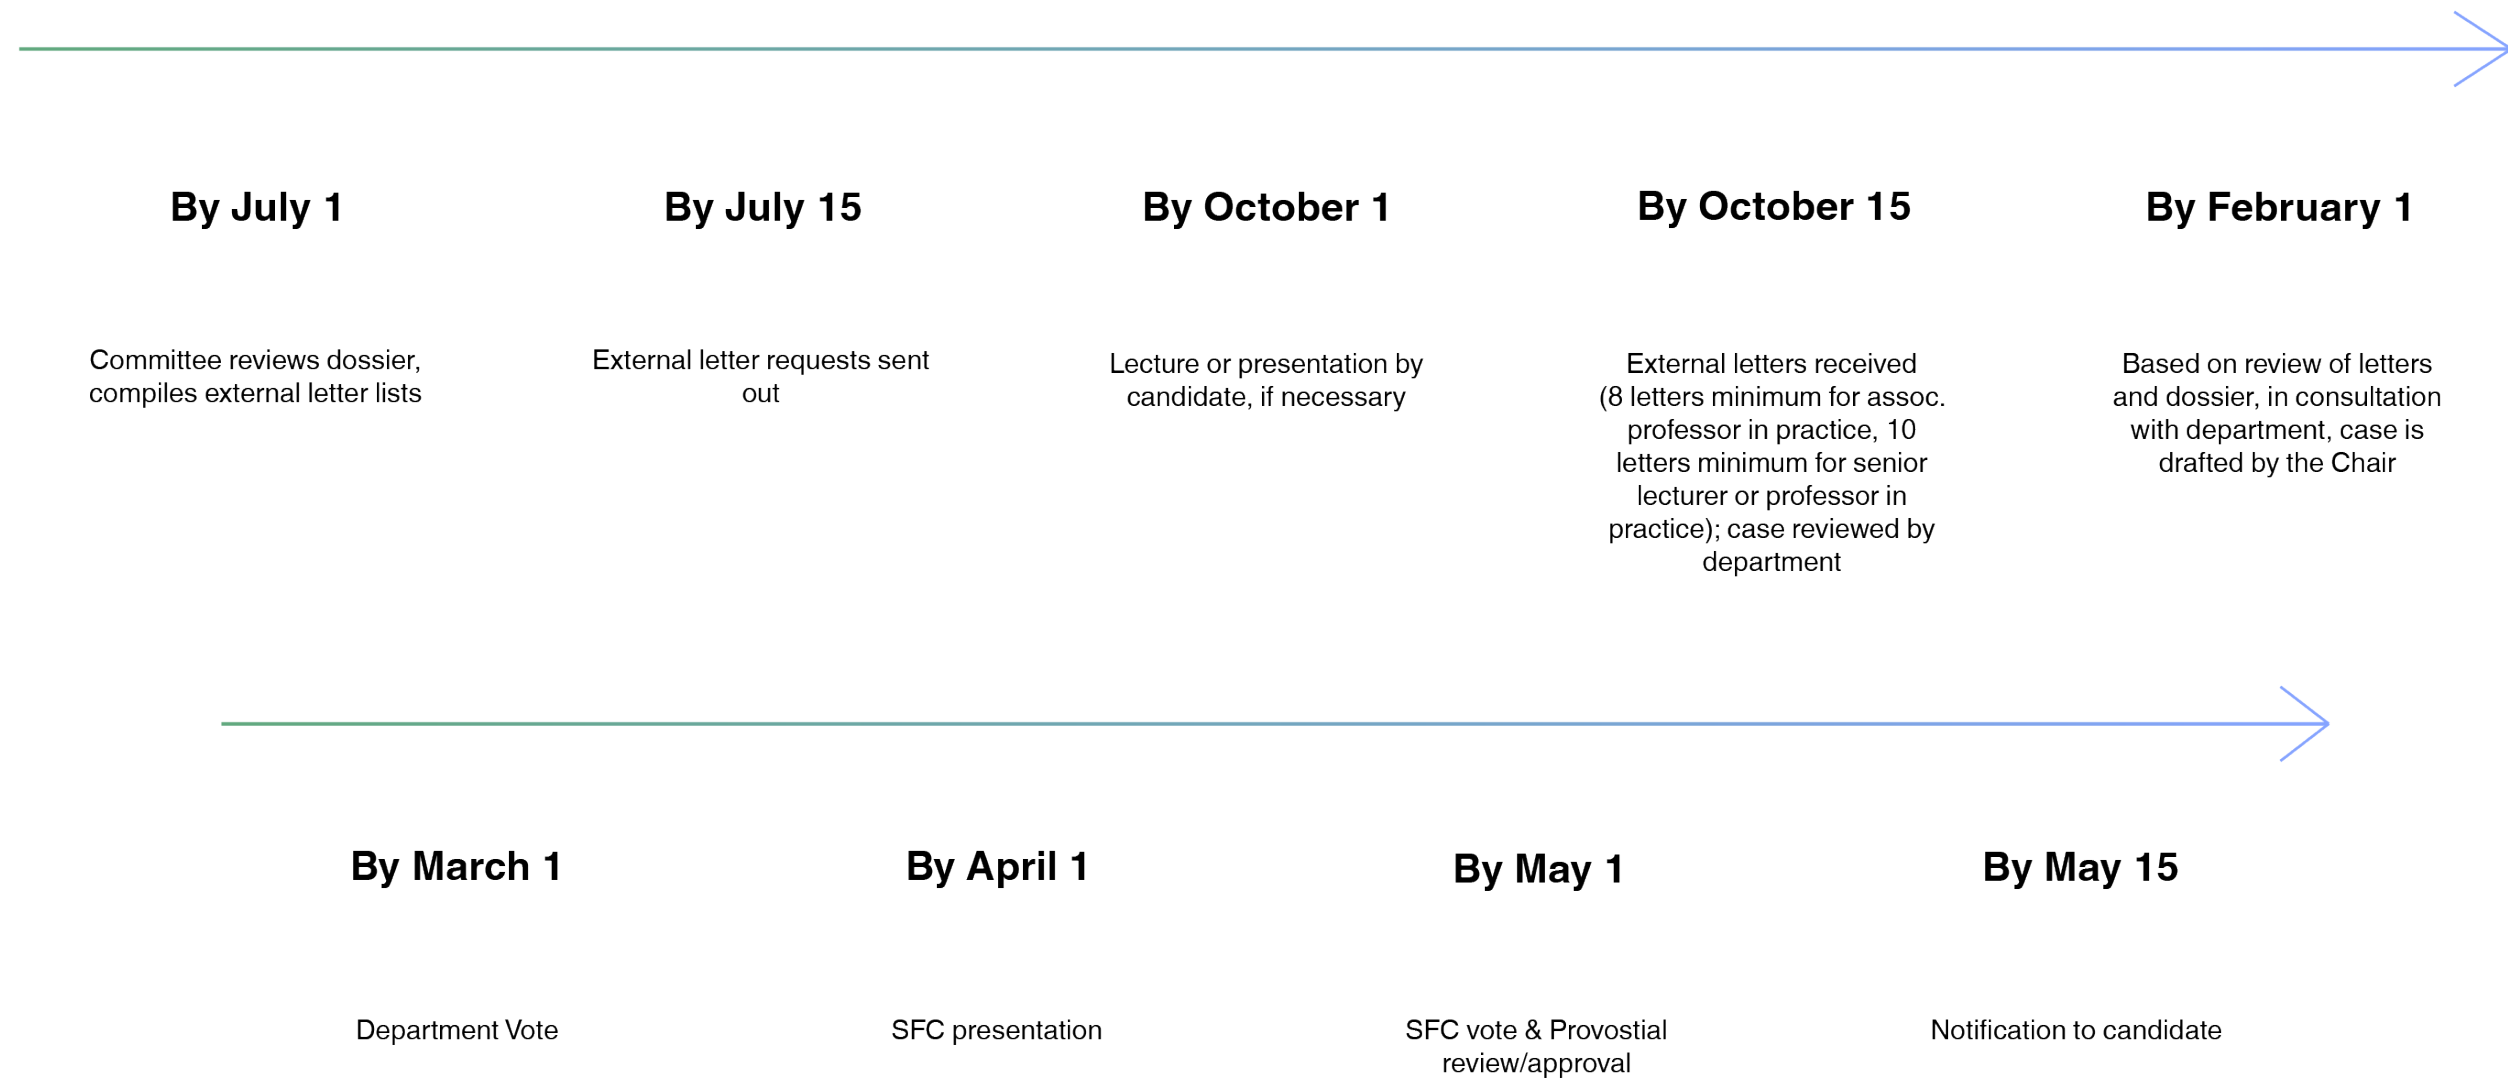 By July 1
By July 15
By October 1
By October 15
By February 1
Committee reviews dossier,
compiles external letter lists
External letter requests sent
out
Lecture or presentation by
candidate, if necessary
External letters received
(8 letters minimum for assoc.
professor in practice, 10
letters minimum for senior
lecturer or professor in
practice); case reviewed by
department
Based on review of letters
and dossier, in consultation
with department, case is
drafted by the Chair
By March 1
By April 1
By May 1
By May 15
Department Vote
SFC presentation
SFC vote & Provostial
review/approval
Notification to candidate